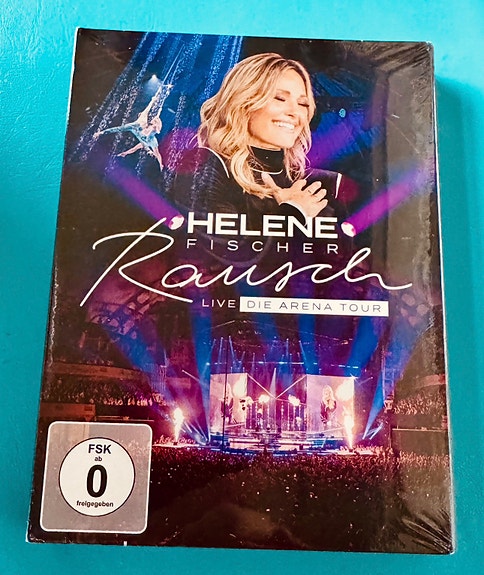 HELENE
FISCHER
Rausch
LIVE DIE ARENA TOUR
FSK
ab
0
freigegeben